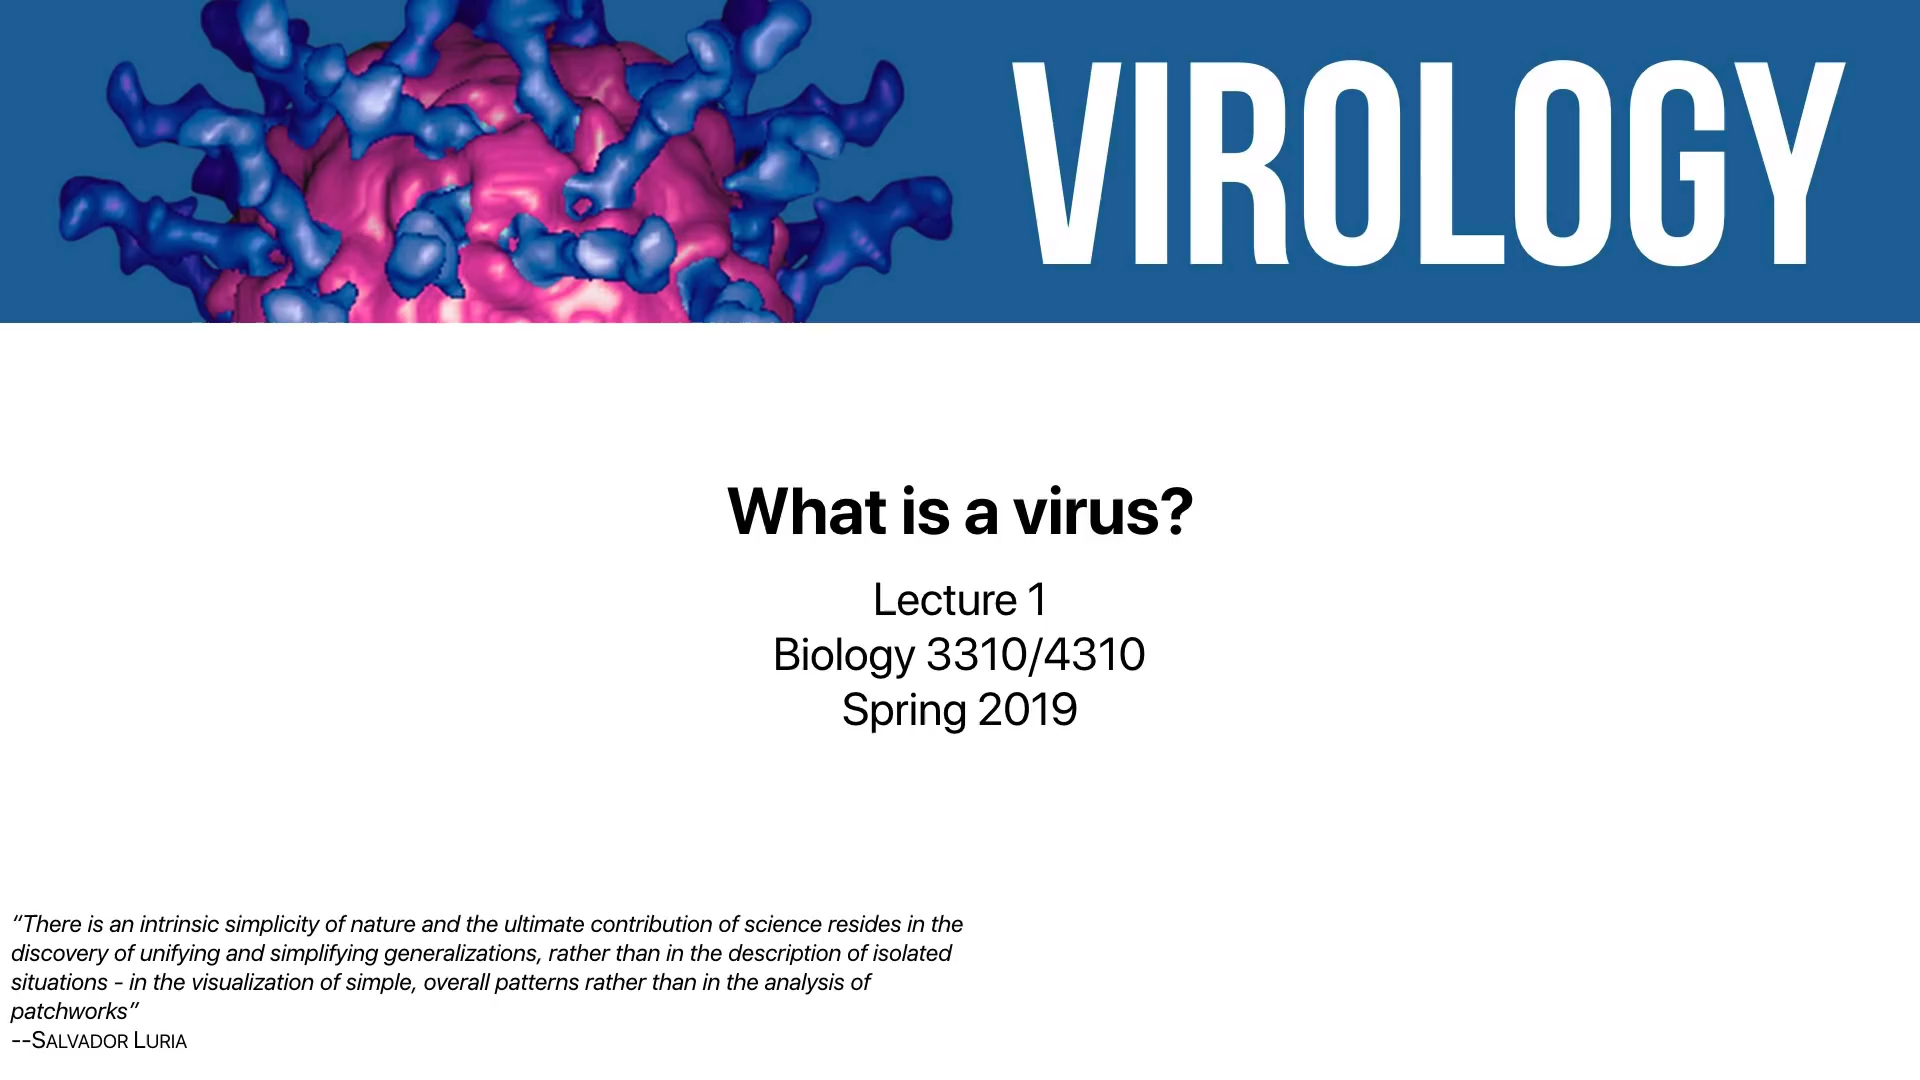 VIROLOGY
What is a virus?
Lecture 1
Biology 3310/4310
Spring 2019
“There is an intrinsic simplicity of nature and the ultimate contribution of science resides in the
discovery of unifying and simplifying generalizations, rather than in the description of isolated
situations - in the visualization of simple, overall patterns rather than in the analysis of
patchworks”
--SALVADOR LURIA